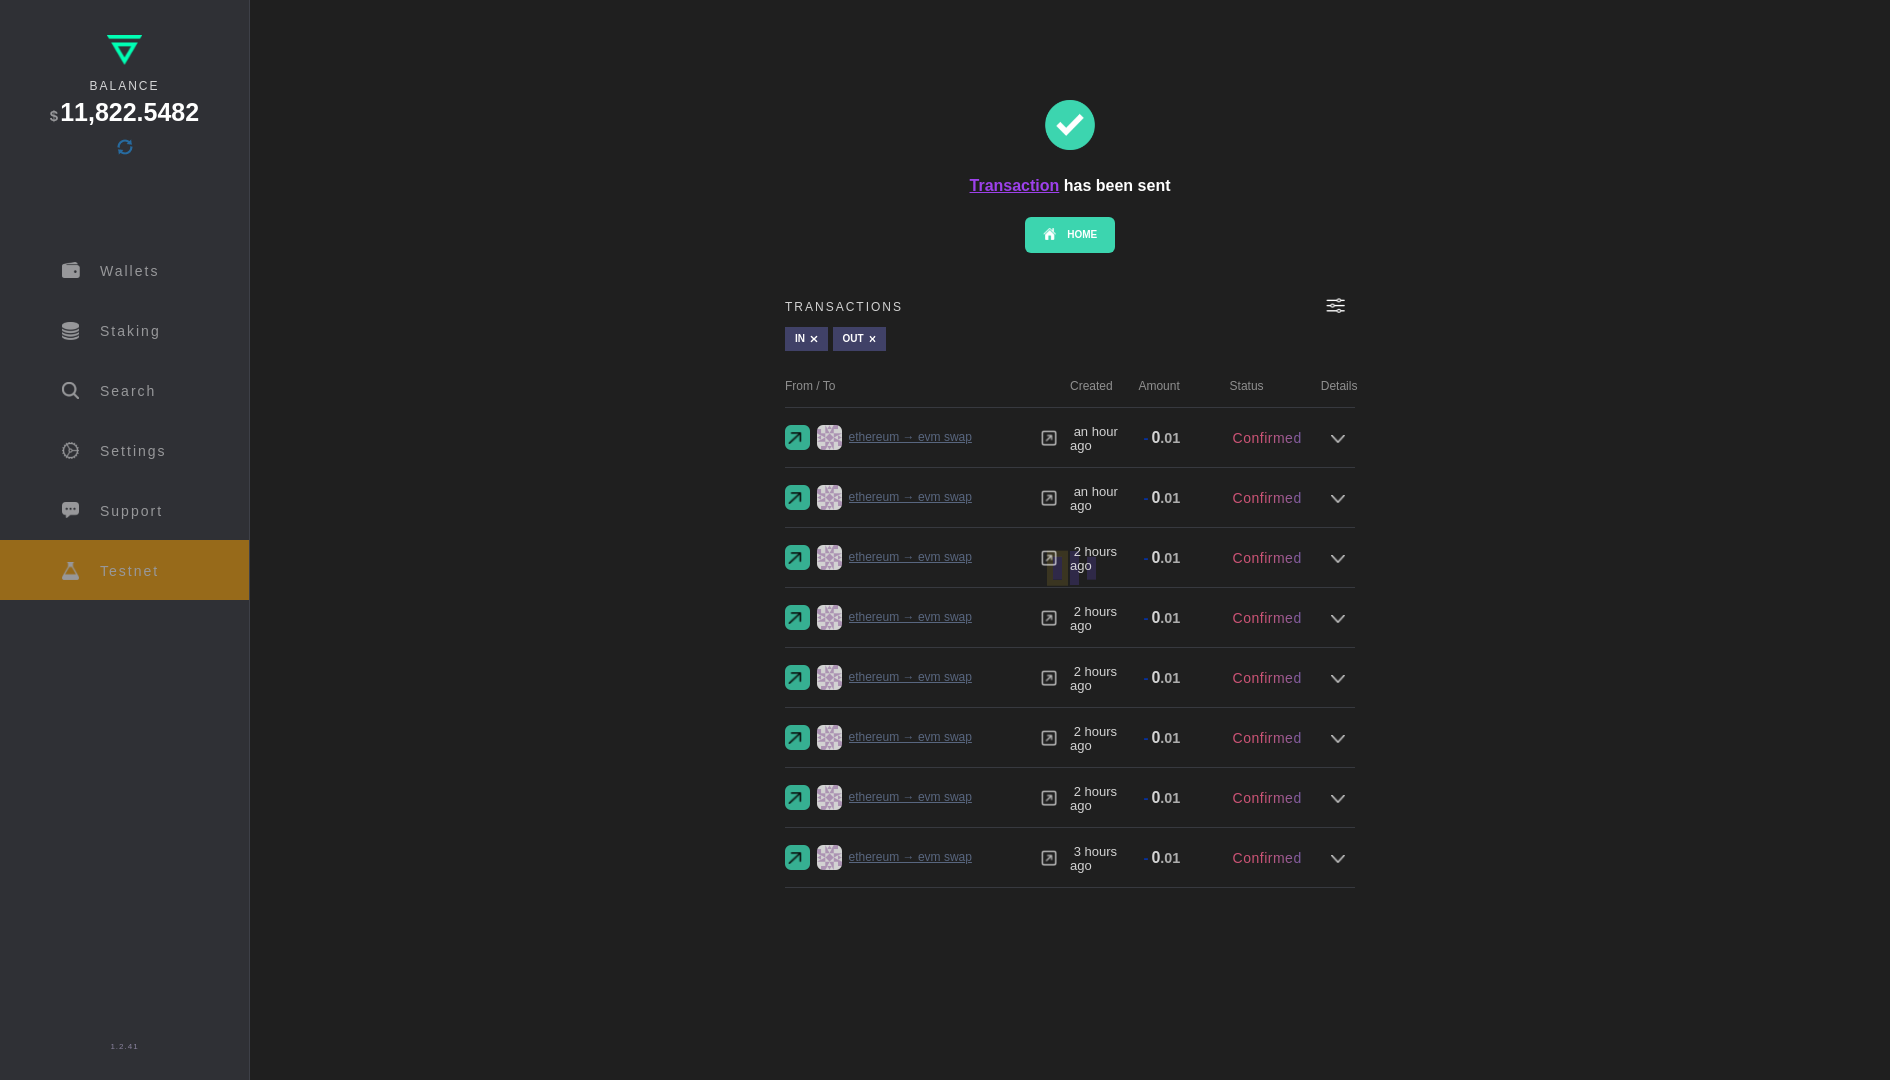 BALANCE
$11,822.5482
Wallets
Staking
Search
Settings
Support
Testnet
1.2.41
Transaction has been sent
HOME
TRANSACTIONS
IN × OUT ×
From / To Created Amount Status Details
ethereum → evm swap an hour ago - 0.01 Confirmed
ethereum → evm swap an hour ago - 0.01 Confirmed
ethereum → evm swap 2 hours ago - 0.01 Confirmed
ethereum → evm swap 2 hours ago - 0.01 Confirmed
ethereum → evm swap 2 hours ago - 0.01 Confirmed
ethereum → evm swap 2 hours ago - 0.01 Confirmed
ethereum → evm swap 2 hours ago - 0.01 Confirmed
ethereum → evm swap 3 hours ago - 0.01 Confirmed